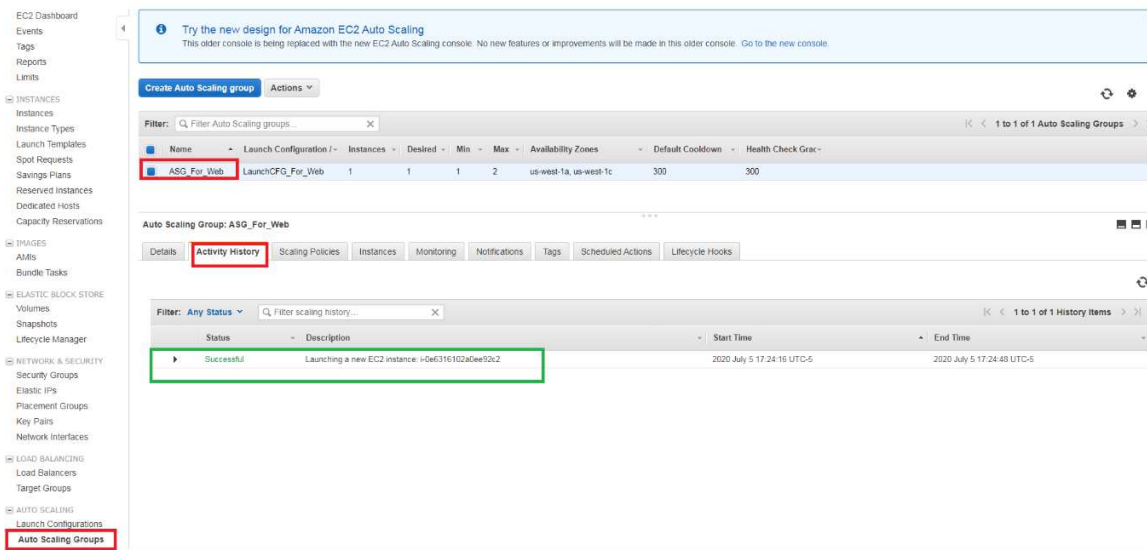 EC2 Dashboard
Events
Tags
Reports
Limits
INSTANCES
Instances
Instance Types
Launch Templates
Spot Requests
Savings Plans
Reserved Instances
Dedicated Hosts
Capacity Reservations
IMAGES
AMIs
Bundle Tasks
ELASTIC BLOCK STORE
Volumes
Snapshots
Lifecycle Manager
NETWORK & SECURITY
Security Groups
Elastic IPs
Placement Groups
Key Pairs
Network Interfaces
LOAD BALANCING
Load Balancers
Target Groups
AUTO SCALING
Launch Configurations
Auto Scaling Groups
Try the new design for Amazon EC2 Auto Scaling
This older console is being replaced with the new EC2 Auto Scaling console. No new features or improvements will be made in this older console. Go to the new console.
Create Auto Scaling group Actions
Filter: Filter Auto Scaling groups... 1 to 1 of 1 Auto Scaling Groups
Name Launch Configuration / Instances Desired Min Max Availability Zones Default Cooldown Health Check Grac
ASG_For_Web LaunchCFG_For_Web 1 1 1 2 us-west-1a, us-west-1c 300 300
Auto Scaling Group: ASG_For_Web
Details Activity History Scaling Policies Instances Monitoring Notifications Tags Scheduled Actions Lifecycle Hooks
Filter: Any Status Filter scaling history... 1 to 1 of 1 History Items
Status Description Start Time End Time
Successful Launching a new EC2 instance: i-0e6316102a0ee92c2 2020 July 5 17:24:16 UTC-5 2020 July 5 17:24:48 UTC-5